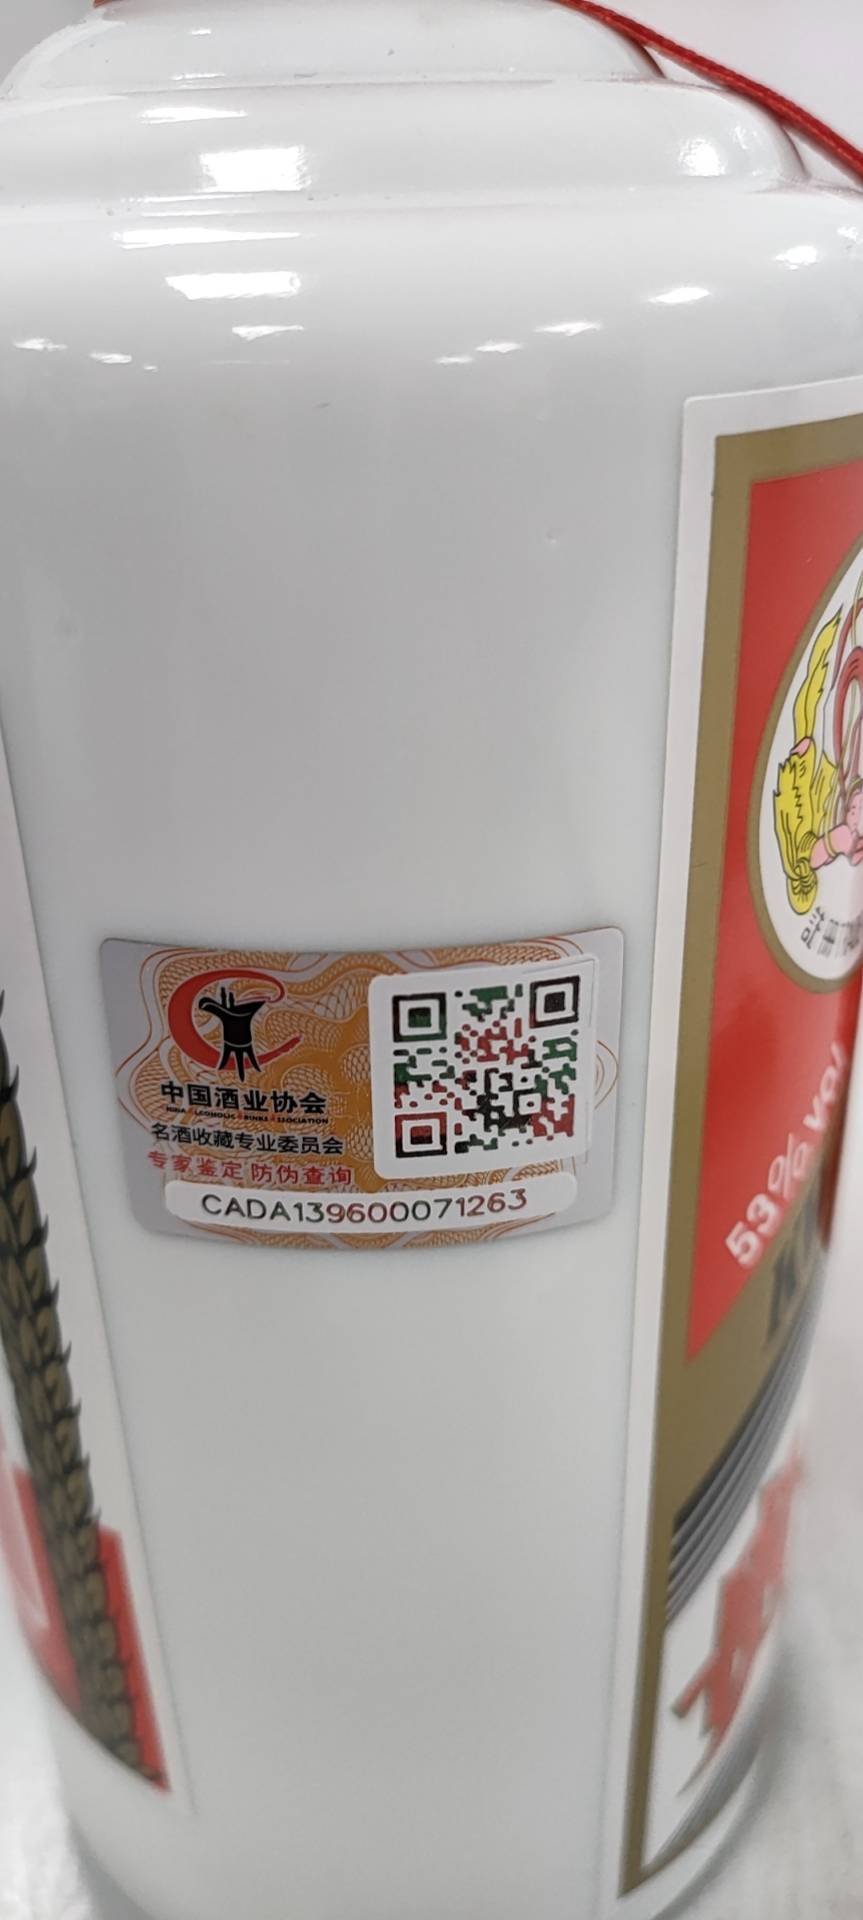 中国酒业协会
名酒收藏专业委员会
专家鉴定 防伪查询
CADA139600071263
53% vol